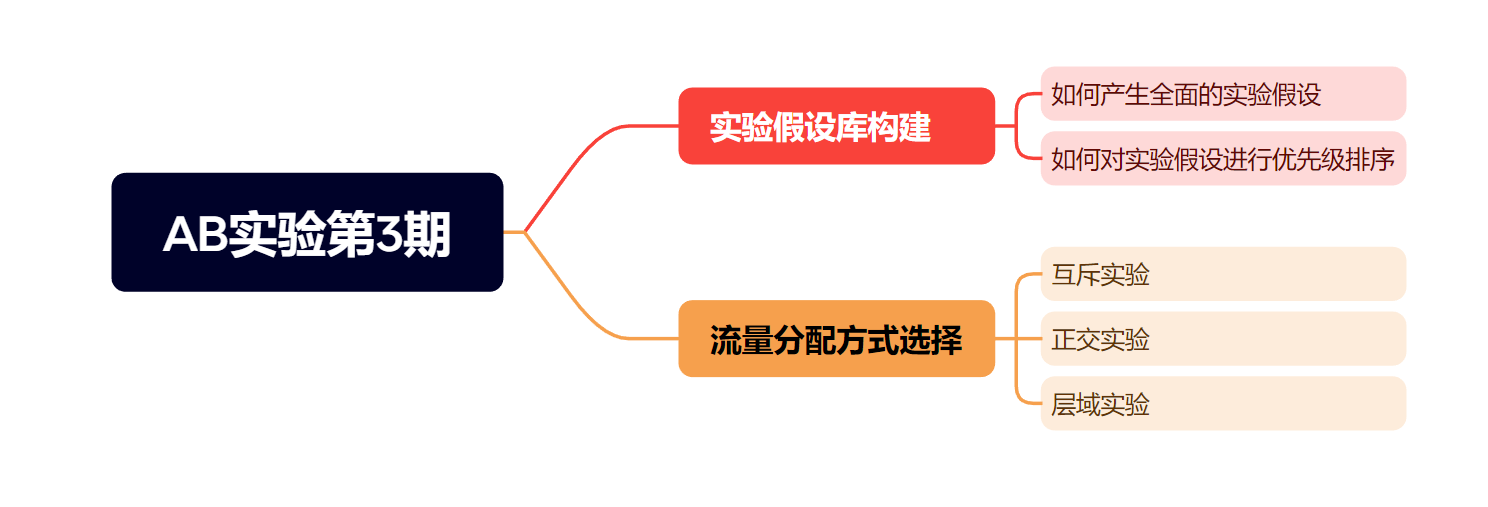 AB实验第3期
实验假设库构建
如何产生全面的实验假设
如何对实验假设进行优先级排序
流量分配方式选择
互斥实验
正交实验
层域实验